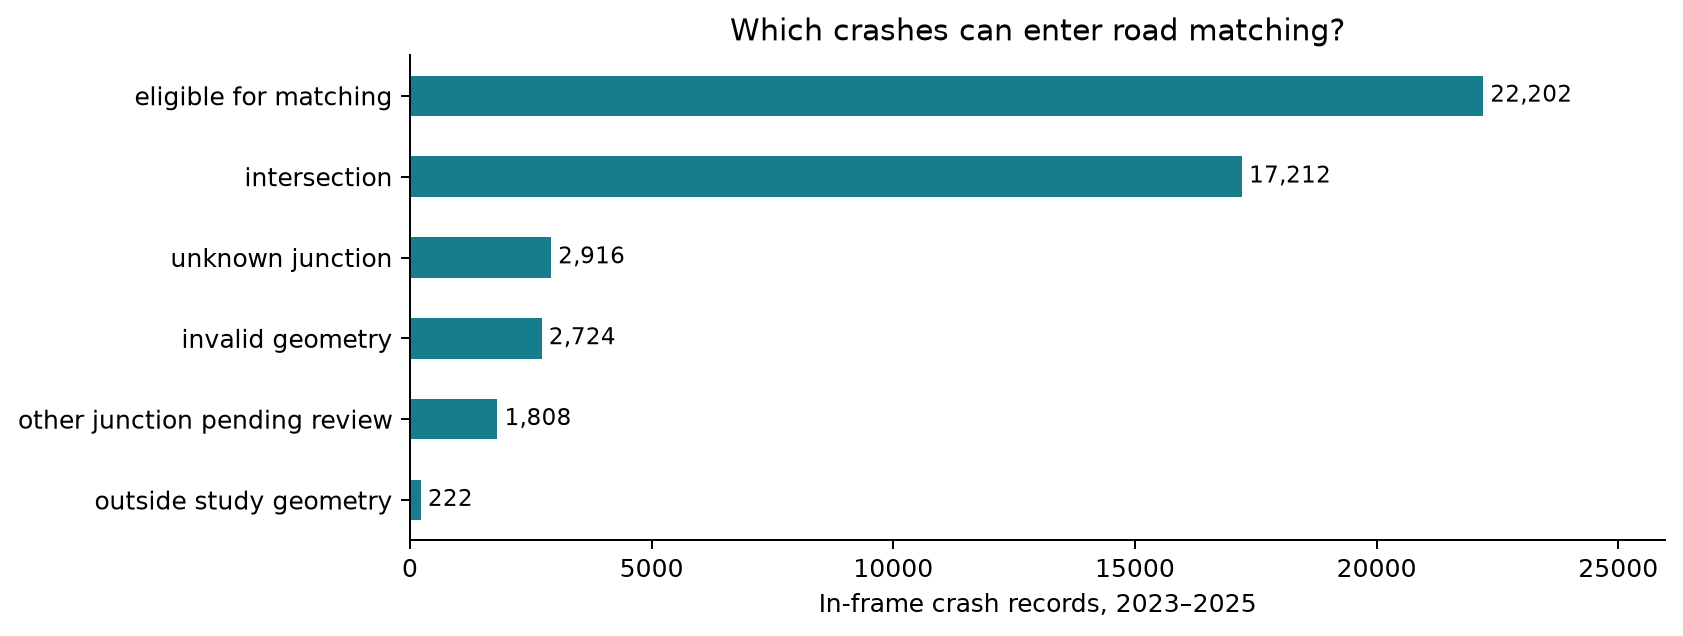 Which crashes can enter road matching?
eligible for matching 22,202
intersection 17,212
unknown junction 2,916
invalid geometry 2,724
other junction pending review 1,808
outside study geometry 222
0 5000 10000 15000 20000 25000
In-frame crash records, 2023–2025